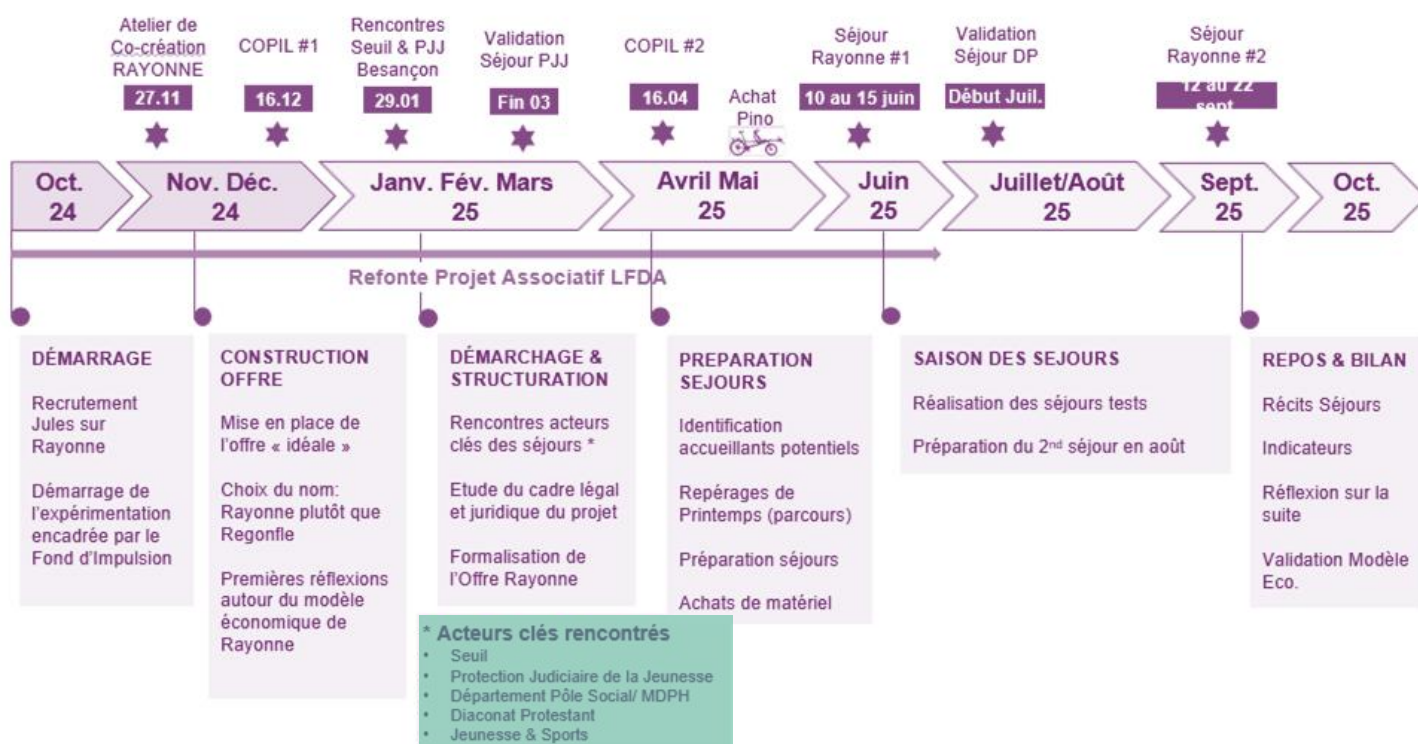 Atelier de
Co-création
RAYONNE
27.11
COPIL #1
16.12
Rencontres
Seuil & PJJ
Besançon
29.01
Validation
Séjour PJJ
Fin 03
COPIL #2
16.04
Achat
Pino
Séjour
Rayonne #1
10 au 15 juin
Validation
Séjour DP
Début Juil.
Séjour
Rayonne #2
12 au 22
sept
Oct.
24
Nov. Déc.
24
Janv. Fév. Mars
25
Avril Mai
25
Juin
25
Juillet/Août
25
Sept.
25
Oct.
25
Refonte Projet Associatif LFDA
DÉMARRAGE
Recrutement
Jules sur
Rayonne
Démarrage de
l'expérimentation
encadrée par le
Fond d'Impulsion
CONSTRUCTION
OFFRE
Mise en place de
l'offre « idéale »
Choix du nom:
Rayonne plutôt que
Regonfle
Premières réflexions
autour du modèle
économique de
Rayonne
DÉMARCHAGE &
STRUCTURATION
Rencontres acteurs
clés des séjours *
Etude du cadre légal
et juridique du projet
Formalisation de
l'Offre Rayonne
* Acteurs clés rencontrés
• Seuil
• Protection Judiciaire de la Jeunesse
• Département Pôle Social/ MDPH
• Diaconat Protestant
• Jeunesse & Sports
PREPARATION
SEJOURS
Identification
accueillants potentiels
Repérages de
Printemps (parcours)
Préparation séjours
Achats de matériel
SAISON DES SEJOURS
Réalisation des séjours tests
Préparation du 2nd séjour en août
REPOS & BILAN
Récits Séjours
Indicateurs
Réflexion sur la
suite
Validation Modèle
Eco.